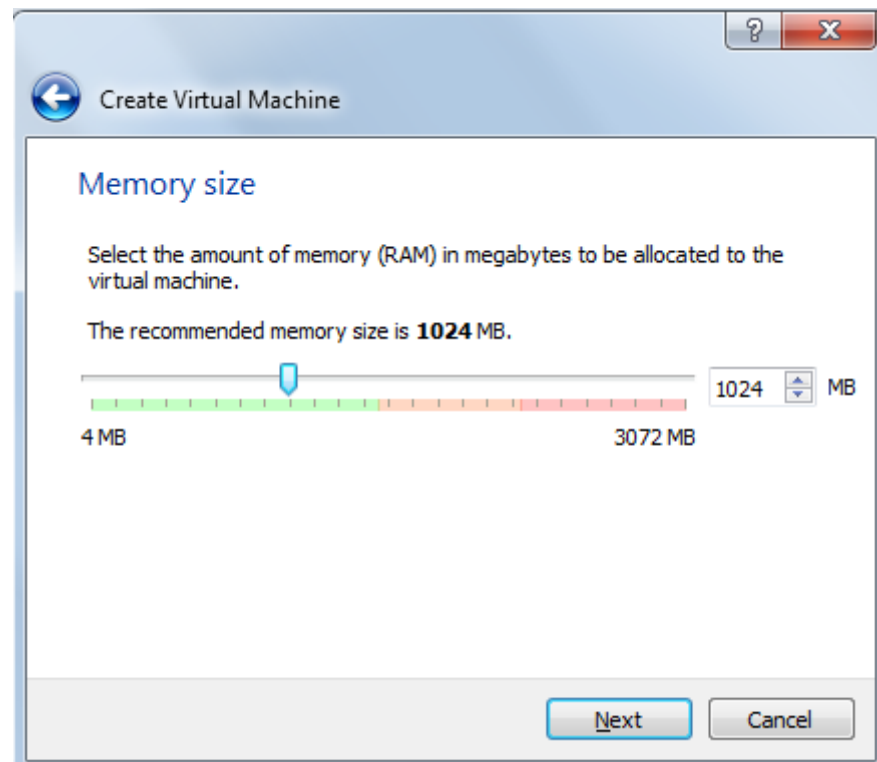 ?
X
Create Virtual Machine
Memory size
Select the amount of memory (RAM) in megabytes to be allocated to the
virtual machine.
The recommended memory size is 1024 MB.
1024 MB
4 MB 3072 MB
Next Cancel